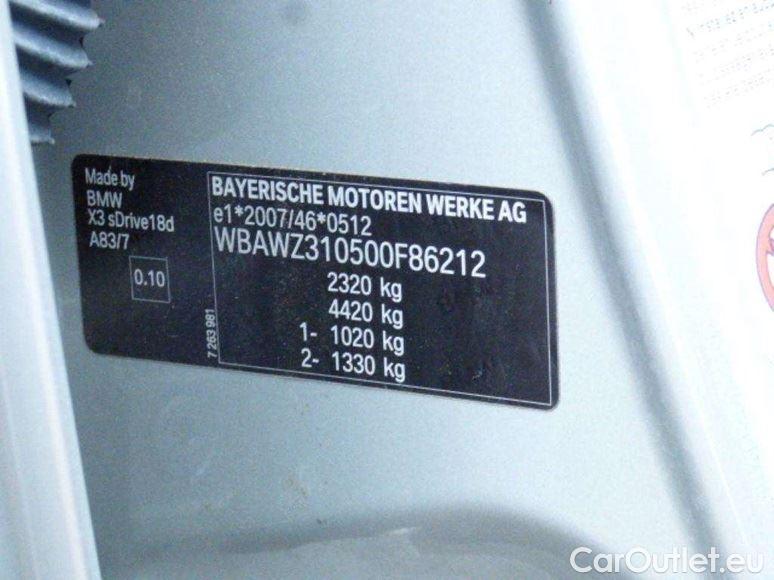 Made by
BMW
X3 sDrive18d
A83/7
0.10
7 263 981
BAYERISCHE MOTOREN WERKE AG
e1*2007/46*0512
WBAWZ310500F86212
2320 kg
4420 kg
1- 1020 kg
2- 1330 kg
CarOutlet.eu